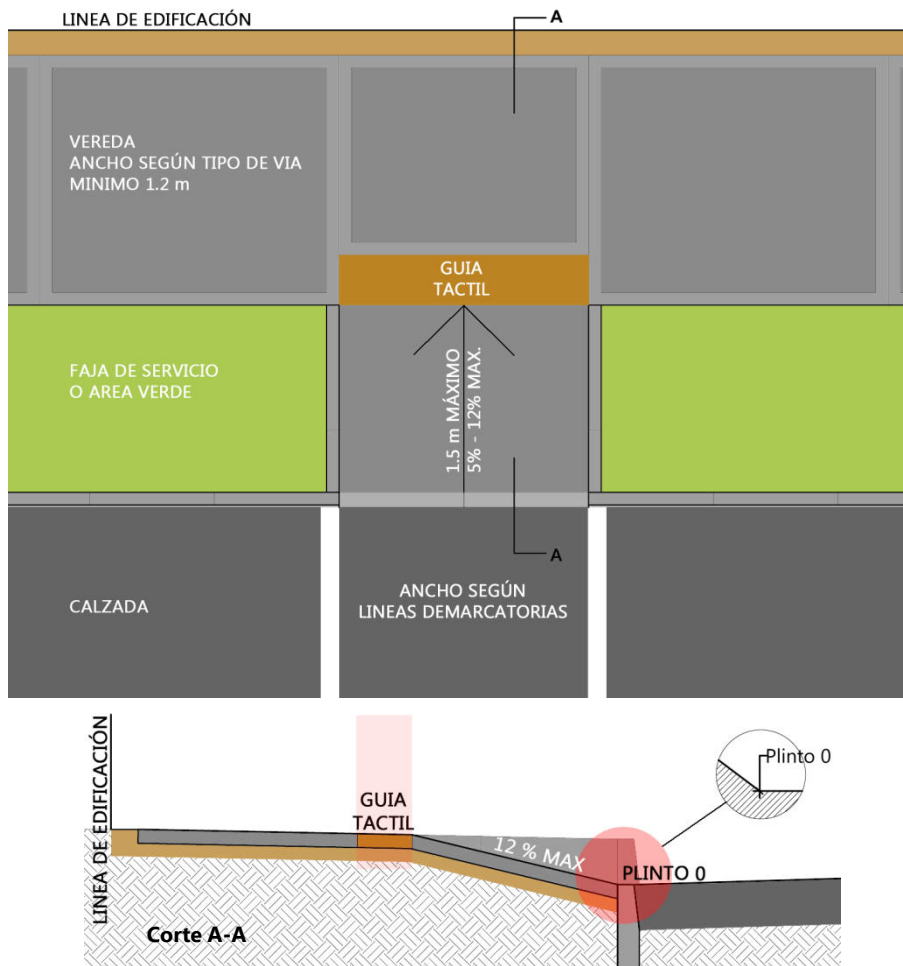 LINEA DE EDIFICACIÓN
A
VEREDA
ANCHO SEGÚN TIPO DE VIA
MINIMO 1.2 m
GUIA
TACTIL
FAJA DE SERVICIO
O AREA VERDE
1.5 m MÁXIMO
5% - 12% MAX.
A
CALZADA
ANCHO SEGÚN
LINEAS DEMARCATORIAS
LINEA DE EDIFICACIÓN
Plinto 0
GUIA
TACTIL
12 % MAX
PLINTO 0
Corte A-A